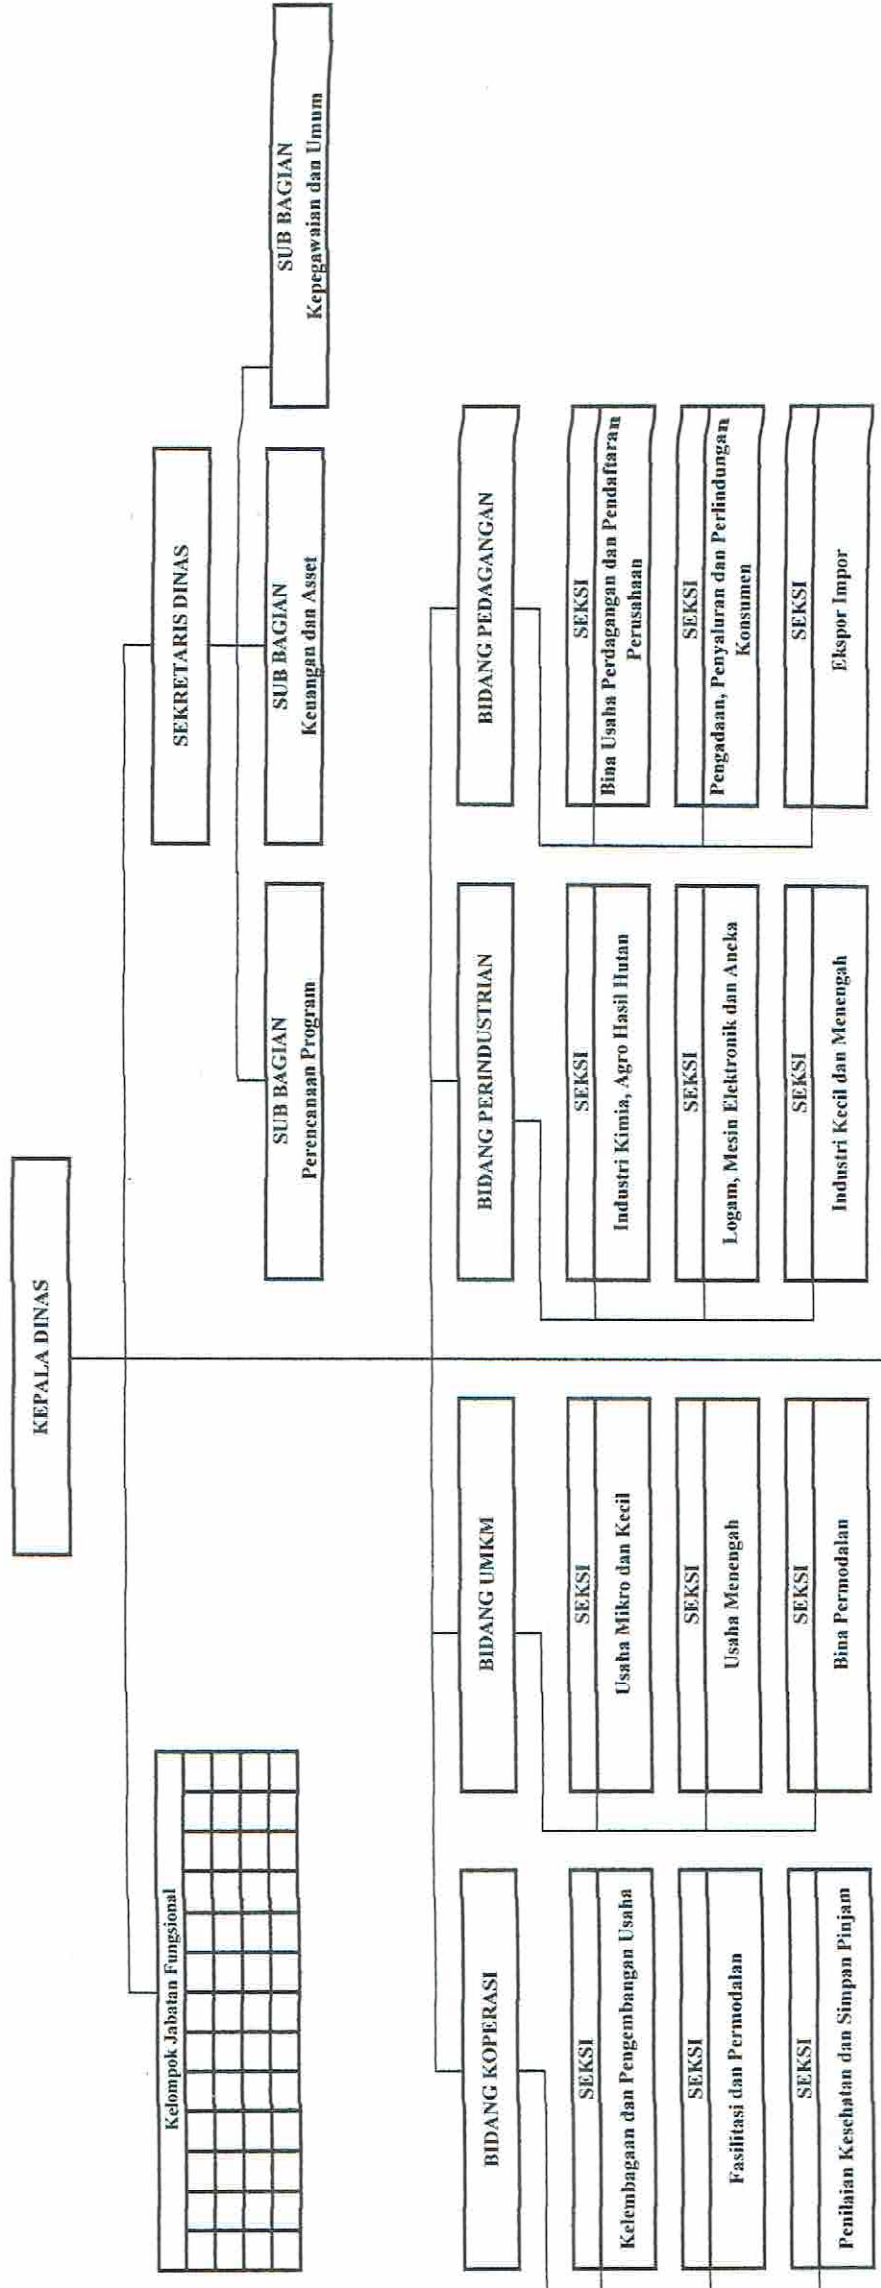 KEPALA DINAS
Kelompok Jabatan Fungsional
SEKRETARIS DINAS
SUB BAGIAN
Perencanaan Program
SUB BAGIAN
Keuangan dan Asset
SUB BAGIAN
Kepegawaian dan Umum
BIDANG KOPERASI
SEKSI
Kelembagaan dan Pengembangan Usaha
SEKSI
Fasilitasi dan Permodalan
SEKSI
Penilaian Kesehatan dan Simpan Pinjam
BIDANG UMKM
SEKSI
Usaha Mikro dan Kecil
SEKSI
Usaha Menengah
SEKSI
Bina Permodalan
BIDANG PERINDUSTRIAN
SEKSI
Industri Kimia, Agro Hasil Hutan
SEKSI
Logam, Mesin Elektronik dan Aneka
SEKSI
Industri Kecil dan Menengah
BIDANG PEDAGANGAN
SEKSI
Bina Usaha Perdagangan dan Pendaftaran
Perusahaan
SEKSI
Pengadaan, Penyaluran dan Perlindungan
Konsumen
SEKSI
Ekspor Impor